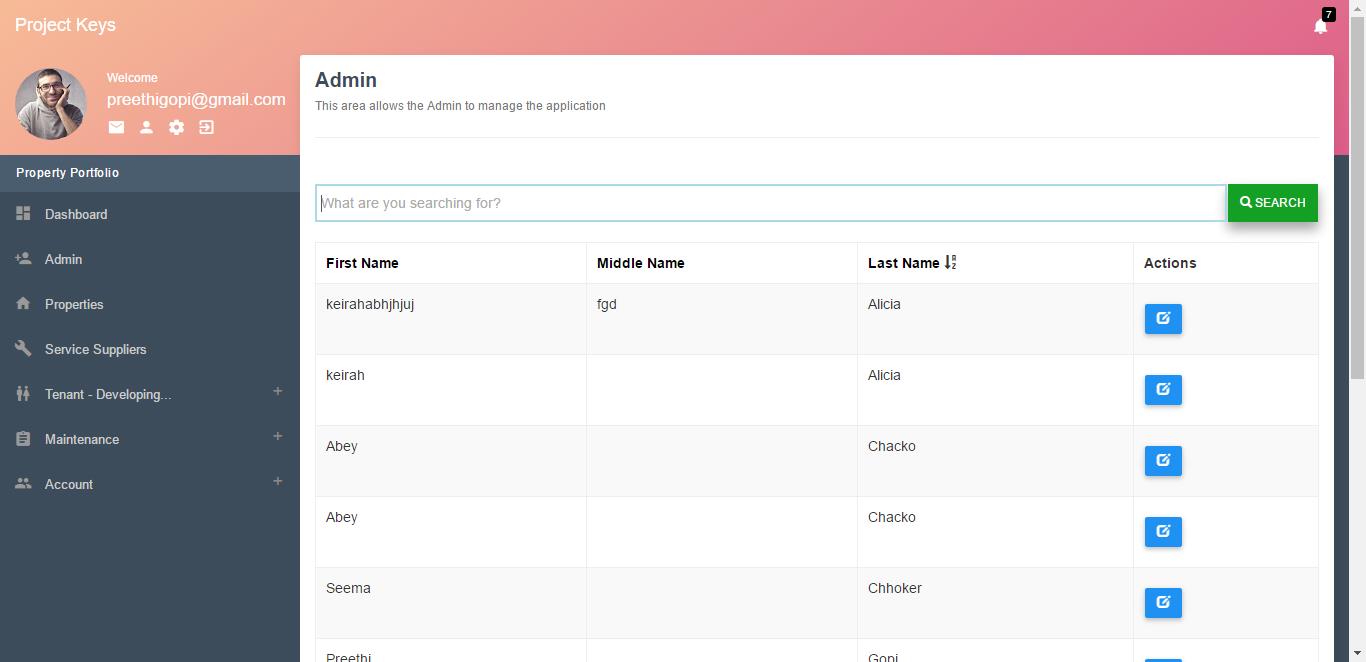 Project Keys
7
Welcome
preethigopi@gmail.com
Property Portfolio
Dashboard
Admin
Properties
Service Suppliers
Tenant - Developing...
Maintenance
Account
Admin
This area allows the Admin to manage the application
What are you searching for?
SEARCH
First Name Middle Name Last Name Actions
keirahabhjhjuj fgd Alicia
keirah Alicia
Abey Chacko
Abey Chacko
Seema Chhoker
Preethi Gopi